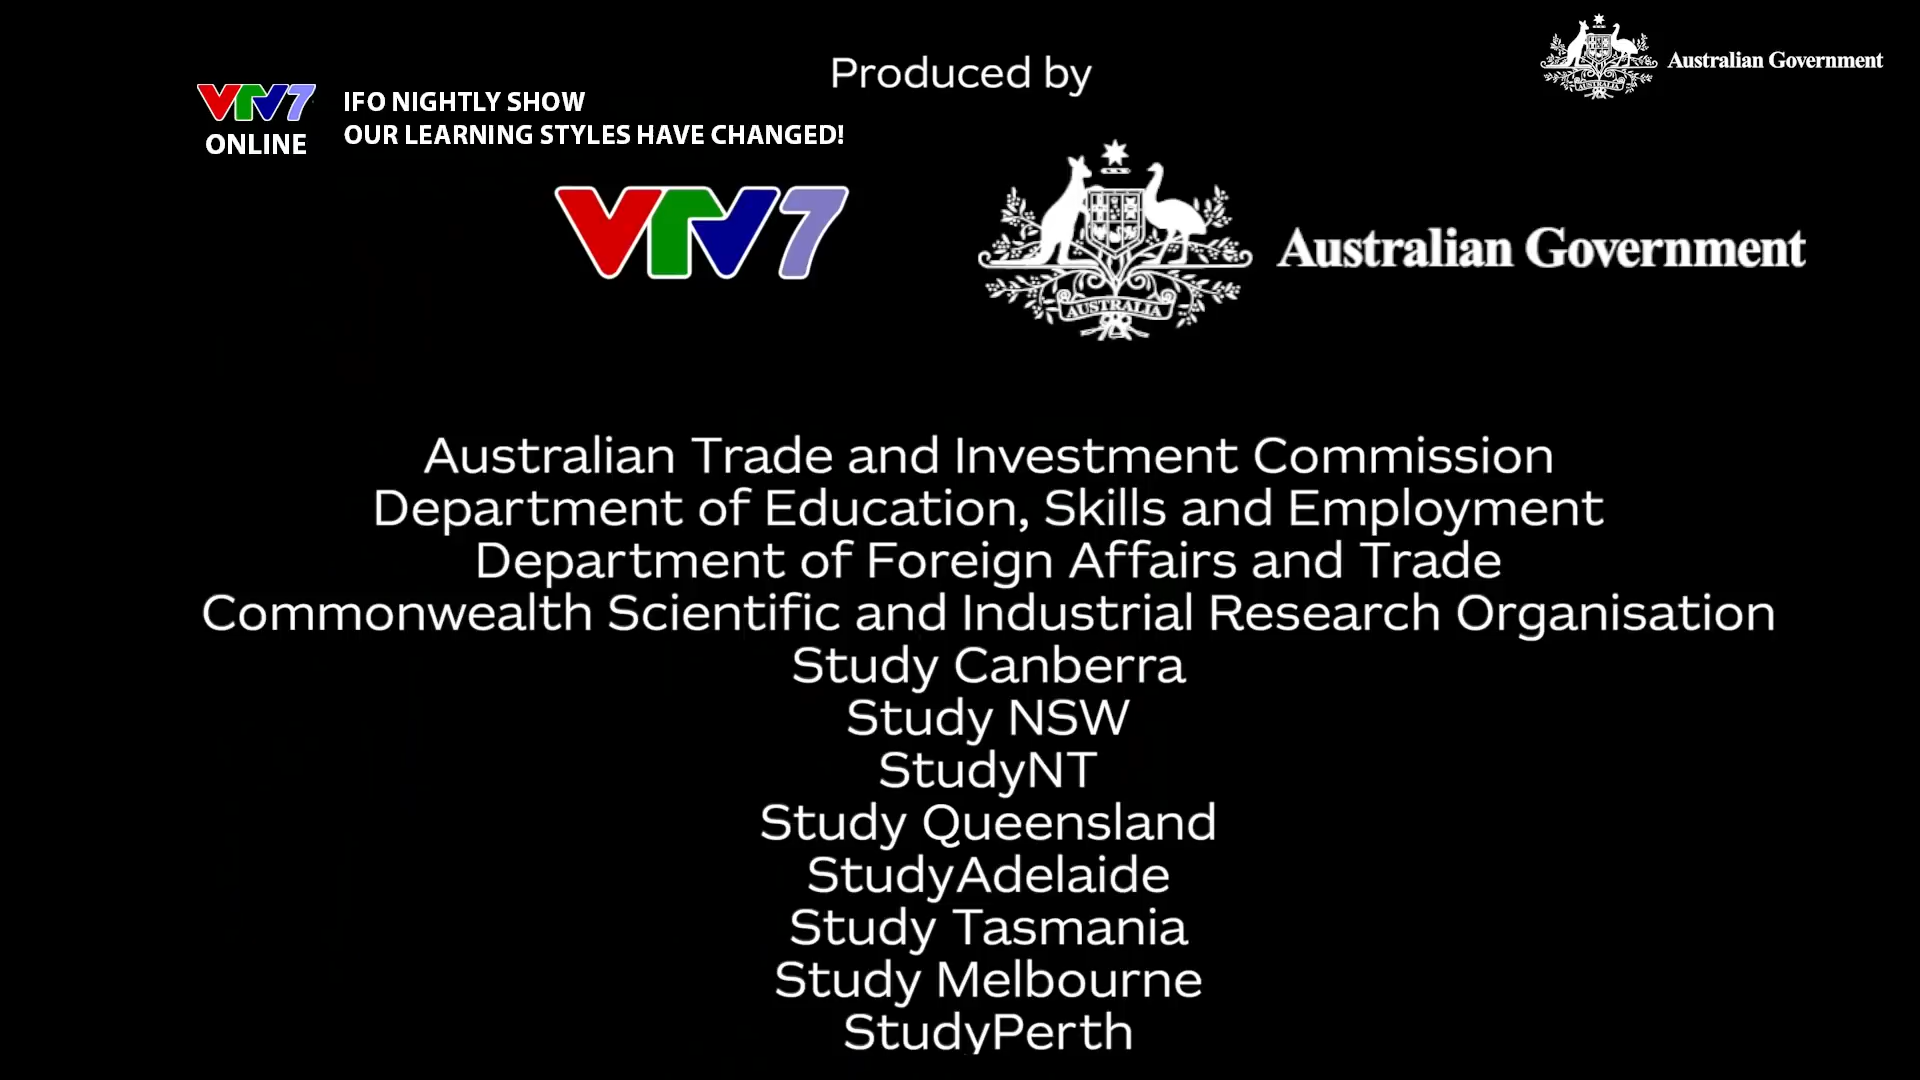 Produced by
Australian Government
VTV7
ONLINE
IFO NIGHTLY SHOW
OUR LEARNING STYLES HAVE CHANGED!
VTV7
AUSTRALIA
Australian Government
Australian Trade and Investment Commission
Department of Education, Skills and Employment
Department of Foreign Affairs and Trade
Commonwealth Scientific and Industrial Research Organisation
Study Canberra
Study NSW
StudyNT
Study Queensland
StudyAdelaide
Study Tasmania
Study Melbourne
StudyPerth